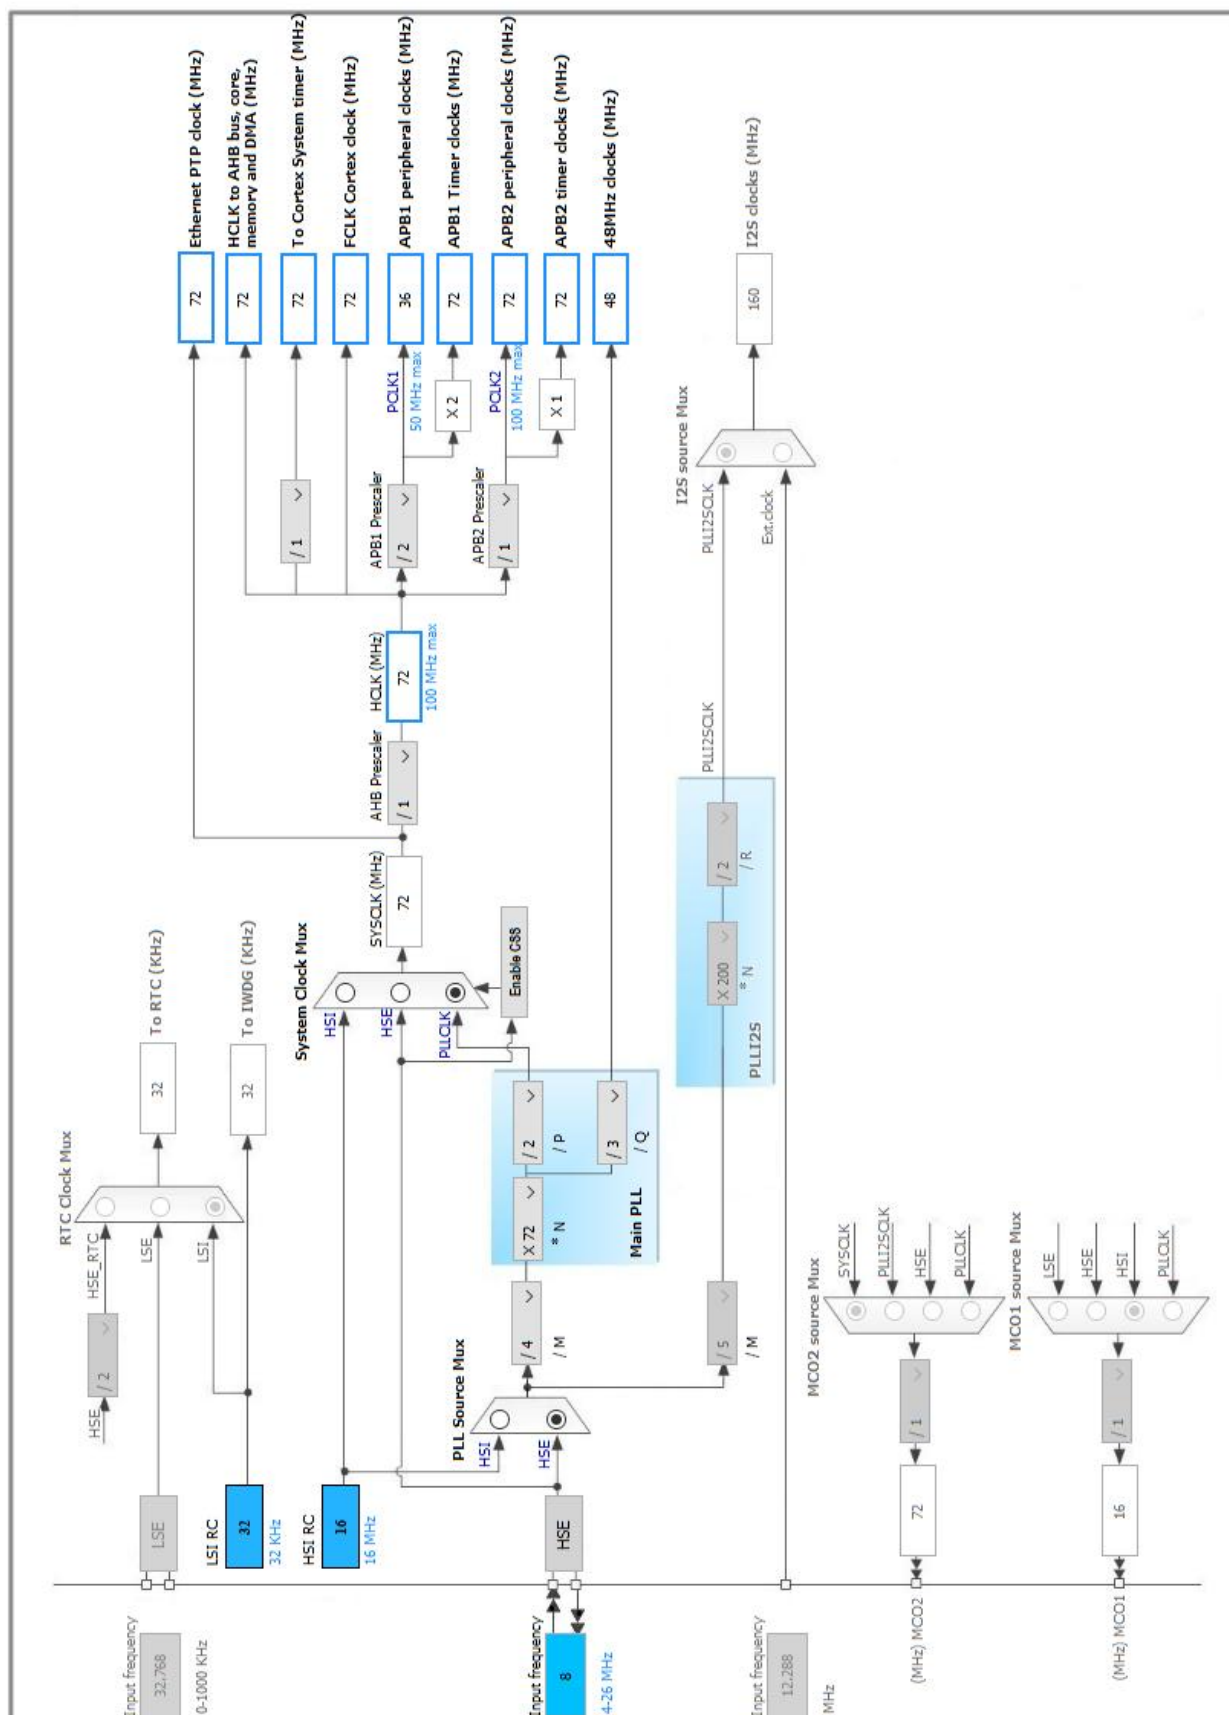 Input frequency
32.768
0-1000 KHz
LSE
HSE
/ 2
HSE_RTC
RTC Clock Mux
LSE
LSI
32
To RTC (KHz)
LSI RC
32
32 KHz
32
To IWDG (KHz)
HSI RC
16
16 MHz
System Clock Mux
HSI
HSE
PLLCLK
Enable CSS
SYSCLK (MHz)
72
AHB Prescaler
/ 1
HCLK (MHz)
72
100 MHz max
72
Ethernet PTP clock (MHz)
72
HCLK to AHB bus, core,
memory and DMA (MHz)
/ 1
72
To Cortex System timer (MHz)
72
FCLK Cortex clock (MHz)
APB1 Prescaler
/ 2
PCLK1
50 MHz max
36
APB1 peripheral clocks (MHz)
X 2
72
APB1 Timer clocks (MHz)
APB2 Prescaler
/ 1
PCLK2
100 MHz max
72
APB2 peripheral clocks (MHz)
X 1
72
APB2 timer clocks (MHz)
48
48MHz clocks (MHz)
Input frequency
8
4-26 MHz
HSE
PLL Source Mux
HSI
HSE
/ 4
/ M
X 72
* N
/ 2
/ P
/ 3
/ Q
Main PLL
/ 5
/ M
X 200
* N
/ 2
/ R
PLLI2S
PLLI2SCLK
PLLI2SCLK
Ext.clock
I2S source Mux
160
I2S clocks (MHz)
Input frequency
12.288
MHz
MCO2 source Mux
SYSCLK
PLLI2SCLK
HSE
PLLCLK
/ 1
72
(MHz) MCO2
MCO1 source Mux
LSE
HSE
HSI
PLLCLK
/ 1
16
(MHz) MCO1